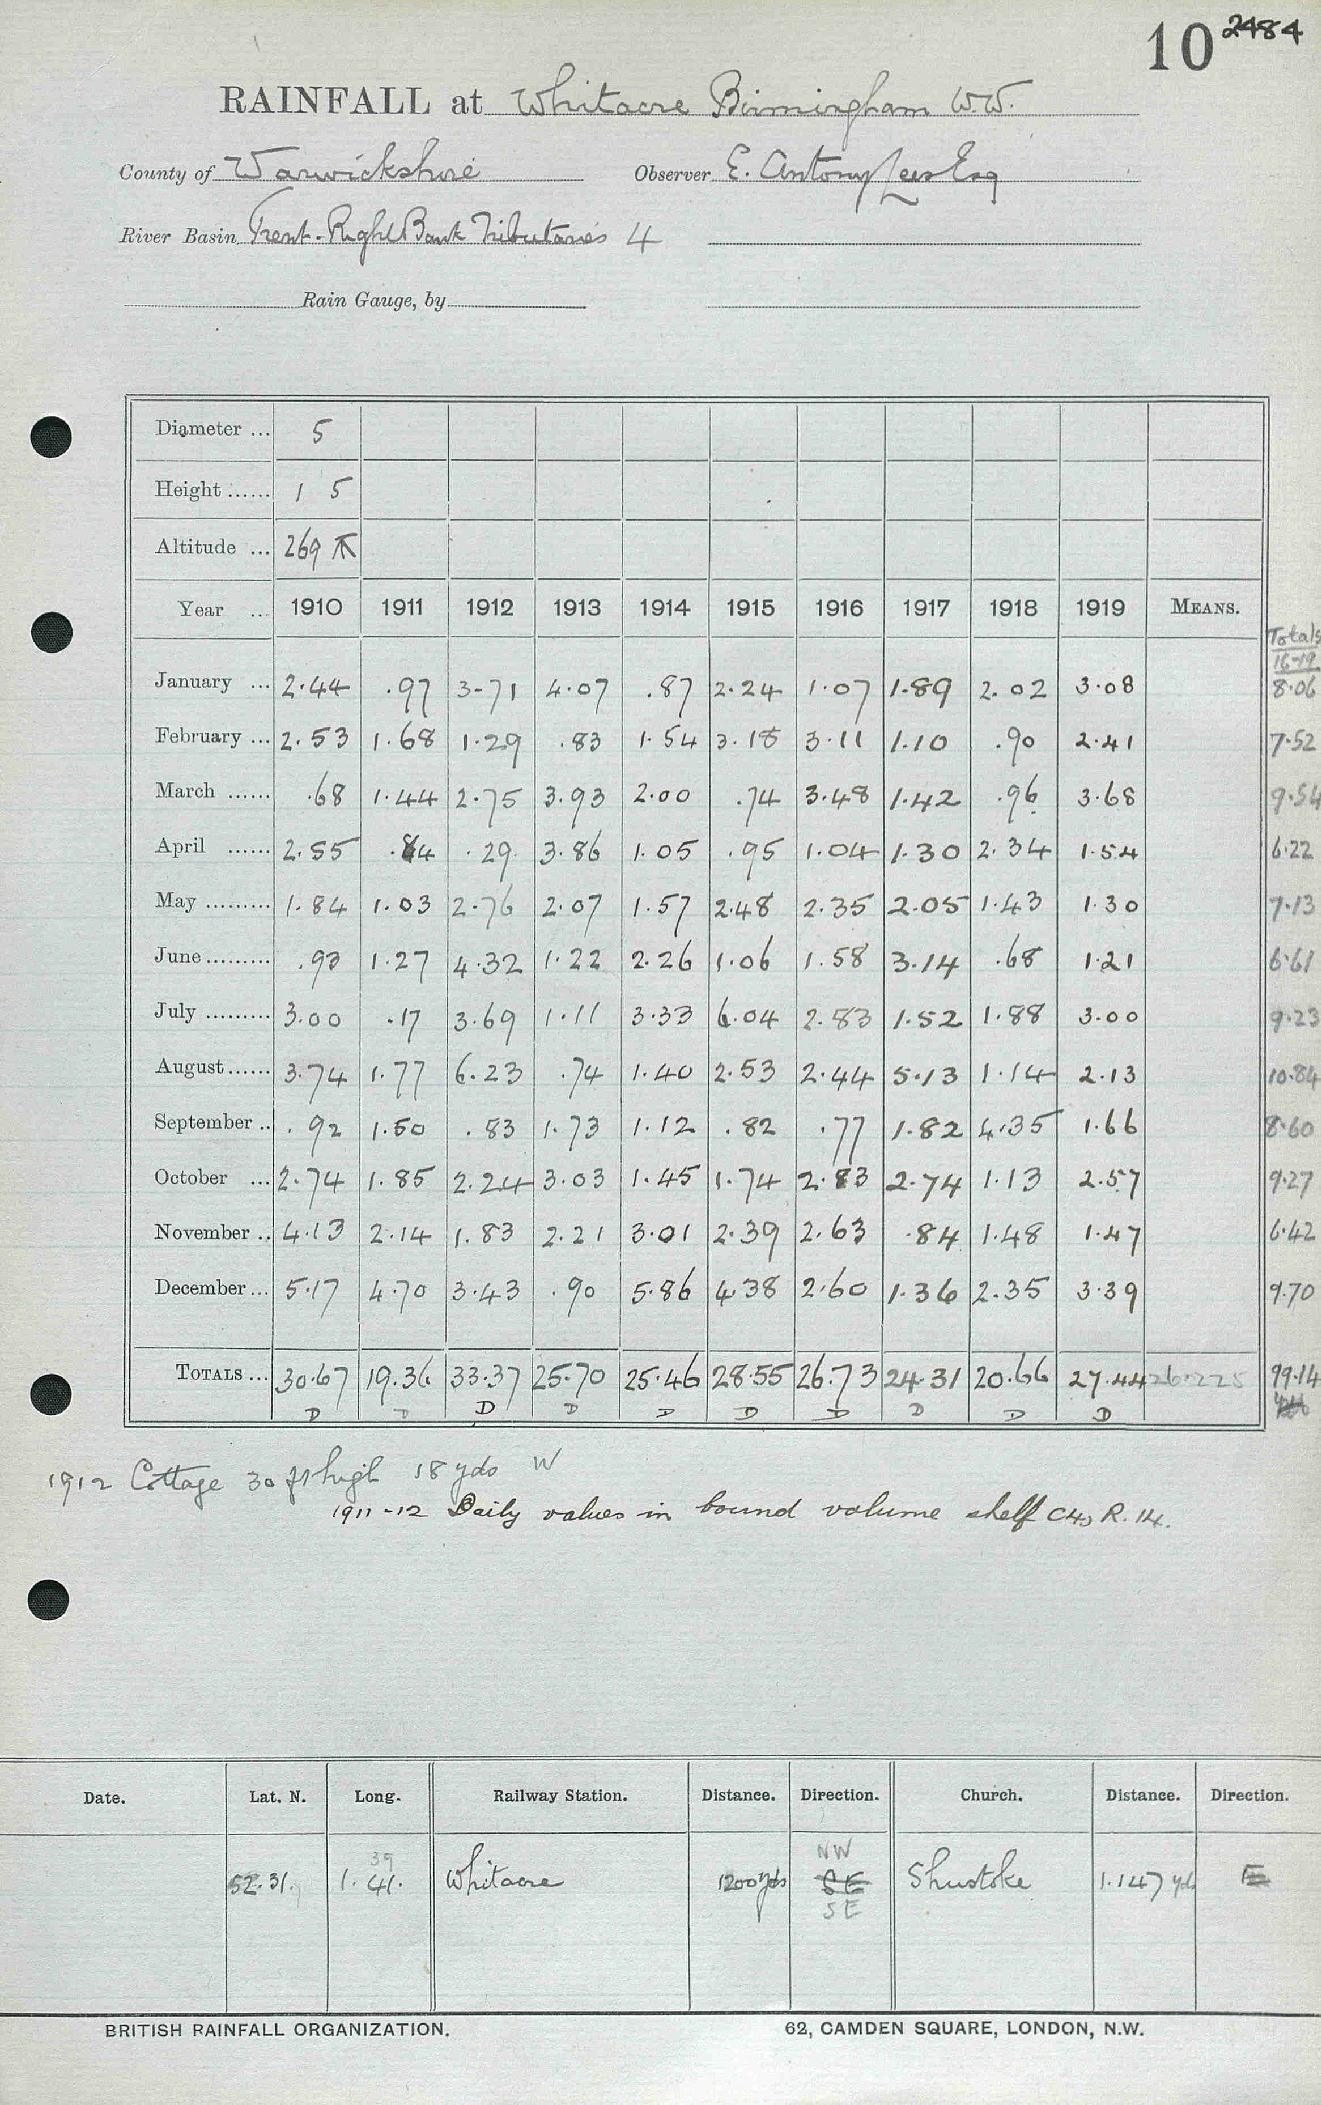 10 2484
RAINFALL at Whitacre Birmingham W.W.
County of Warwickshire Observer E. Antony Lees Esq
River Basin Trent-Right Bank Tributaries 4
Rain Gauge, by
Diameter ... 5
Height ...... 1 5
Altitude ... 269
Year ... 1910 1911 1912 1913 1914 1915 1916 1917 1918 1919 MEANS. Totals 16-19
January ... 2.44 .97 3-71 4.07 .87 2.24 1.07 1.89 2.02 3.08 8.06
February ... 2.53 1.68 1.29 .83 1.54 3.18 3.11 1.10 .90 2.41 7.52
March ...... .68 1.44 2.75 3.93 2.00 .74 3.48 1.42 .96 3.68 9.54
April ...... 2.55 .84 .29 3.86 1.05 .95 1.04 1.30 2.34 1.54 6.22
May ......... 1.84 1.03 2.76 2.07 1.57 2.48 2.35 2.05 1.43 1.30 7.13
June ......... .93 1.27 4.32 1.22 2.26 1.06 1.58 3.14 .68 1.21 6.61
July ......... 3.00 .17 3.69 1.11 3.33 6.04 2.83 1.52 1.88 3.00 9.23
August ...... 3.74 1.77 6.23 .74 1.40 2.53 2.44 5.13 1.14 2.13 10.84
September .. .92 1.50 .83 1.73 1.12 .82 .77 1.82 4.35 1.66 8.60
October ... 2.74 1.85 2.24 3.03 1.45 1.74 2.83 2.74 1.13 2.57 9.27
November .. 4.13 2.14 1.83 2.21 3.01 2.39 2.63 .84 1.48 1.47 6.42
December ... 5.17 4.70 3.43 .90 5.86 4.38 2.60 1.36 2.35 3.39 9.70
TOTALS ... 30.67 19.36 33.37 25.70 25.46 28.55 26.73 24.31 20.66 27.44 26.225 99.14
D D D D D D D D D D
1912 Cottage 30 ft high 18 yds W
1911-12 Daily values in bound volume shelf C4, R.14.
Date. Lat. N. Long. Railway Station. Distance. Direction. Church. Distance. Direction.
39 NW
52.31. 1.41. Whitacre 1200 yds SE Shustoke 1.147 yds E
SE
BRITISH RAINFALL ORGANIZATION. 62, CAMDEN SQUARE, LONDON, N.W.